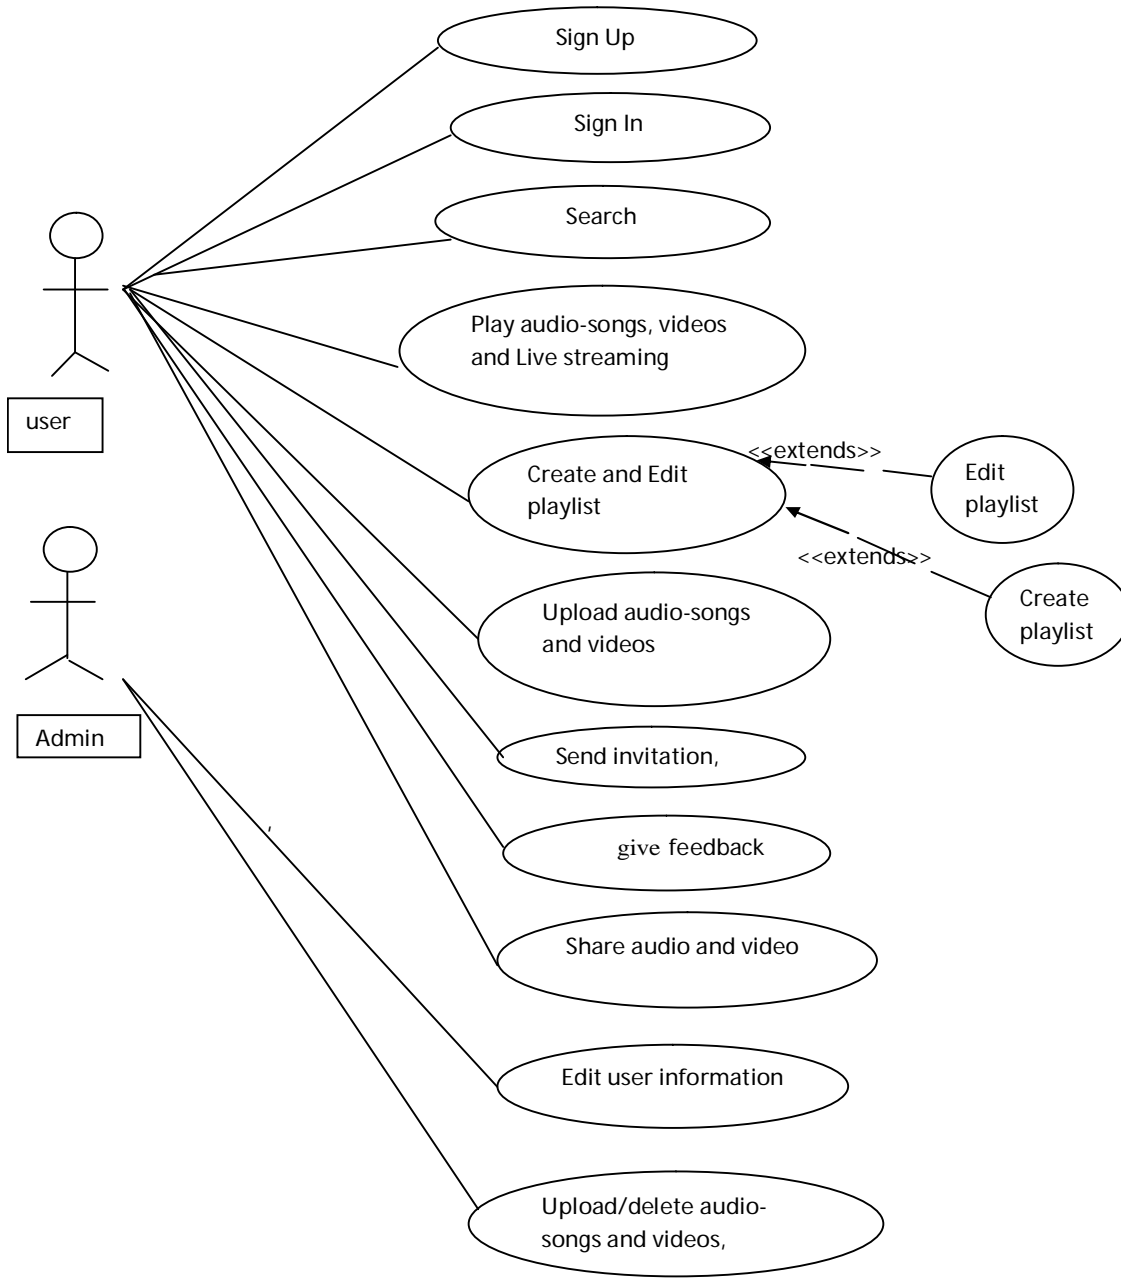 Sign Up
Sign In
Search
Play audio-songs, videos
and Live streaming
user
<<extends>>
Create and Edit
playlist
Edit
playlist
<<extends>>
Create
playlist
Upload audio-songs
and videos
Admin
Send invitation,
,
give feedback
Share audio and video
Edit user information
Upload/delete audio-
songs and videos,